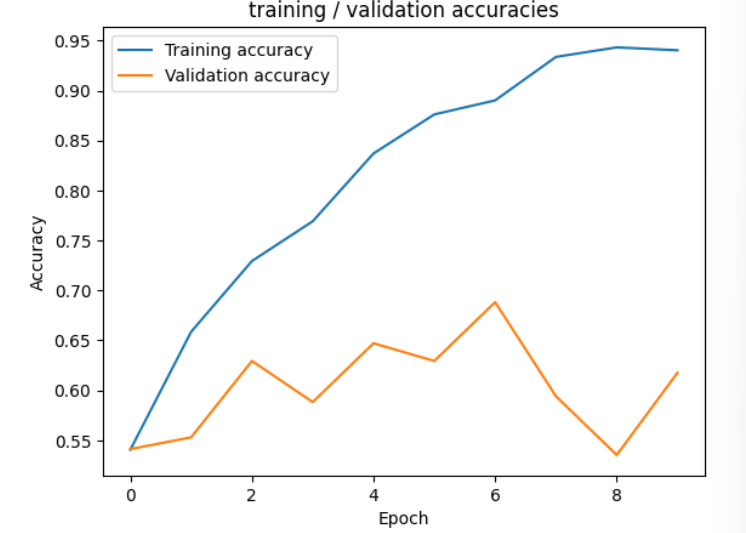 training / validation accuracies
Training accuracy
Validation accuracy
0.95
0.90
0.85
0.80
0.75
0.70
0.65
0.60
0.55
Accuracy
0 2 4 6 8
Epoch